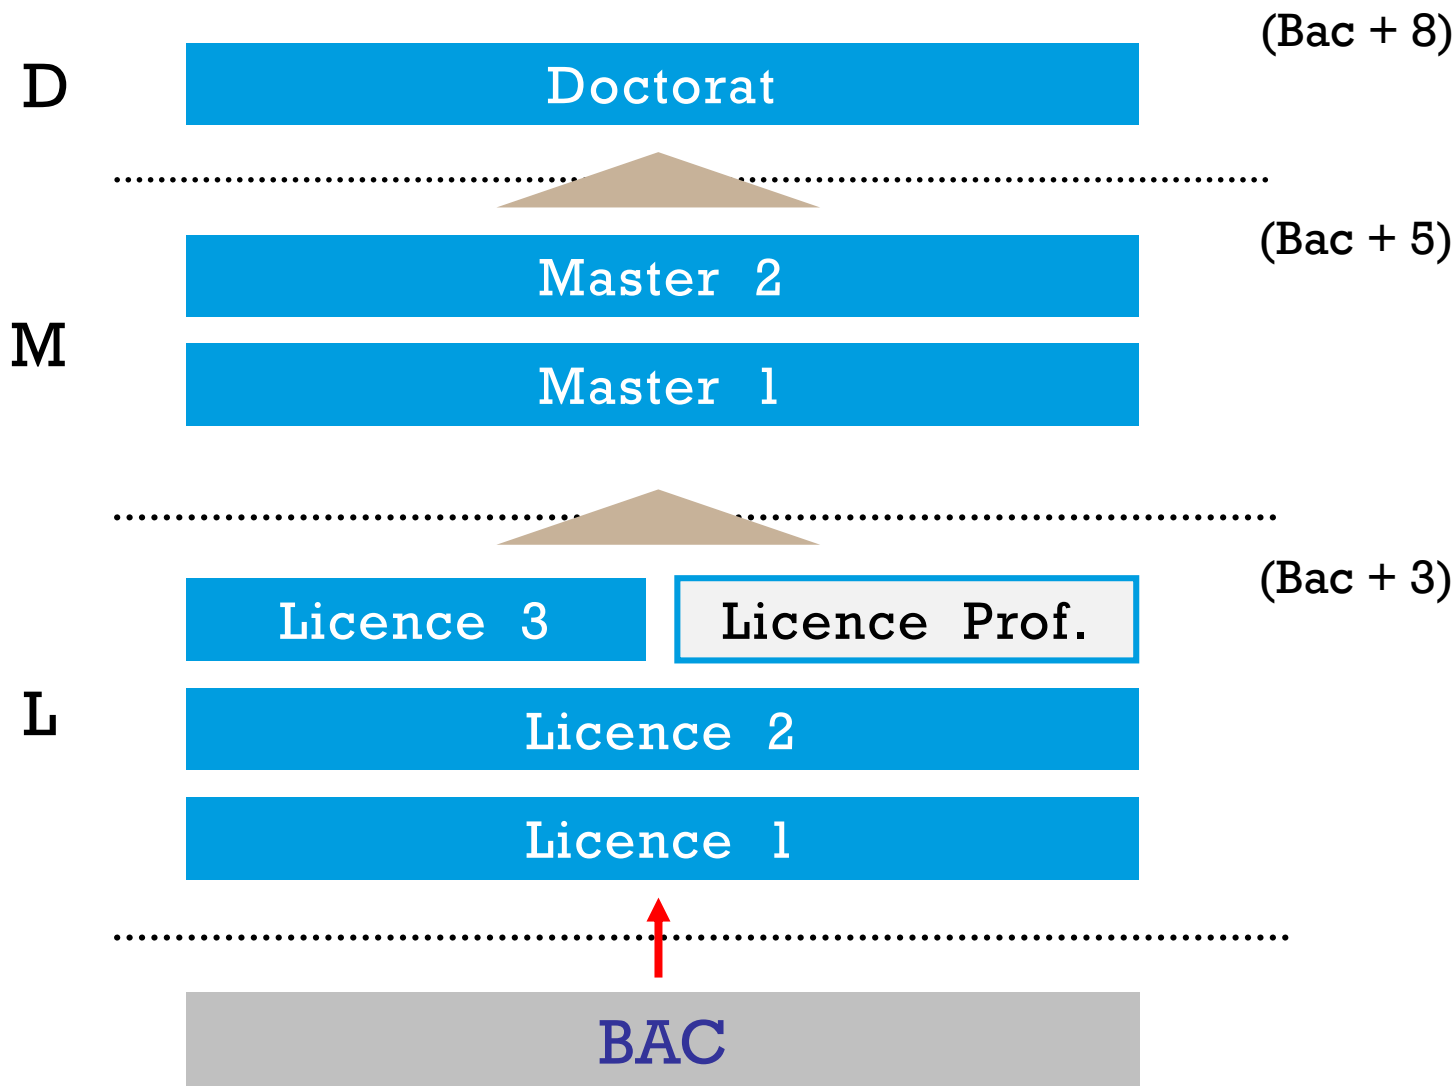 (Bac + 8)
D
Doctorat
(Bac + 5)
Master 2
M
Master 1
(Bac + 3)
Licence 3
Licence Prof.
L
Licence 2
Licence 1
BAC